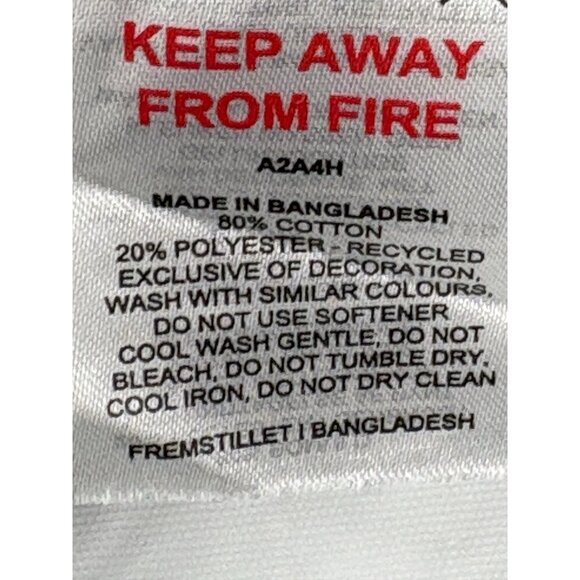 KEEP AWAY
FROM FIRE
A2A4H
MADE IN BANGLADESH
80% COTTON
20% POLYESTER - RECYCLED
EXCLUSIVE OF DECORATION,
WASH WITH SIMILAR COLOURS,
DO NOT USE SOFTENER
COOL WASH GENTLE, DO NOT
BLEACH, DO NOT TUMBLE DRY,
COOL IRON, DO NOT DRY CLEAN
FREMSTILLET I BANGLADESH